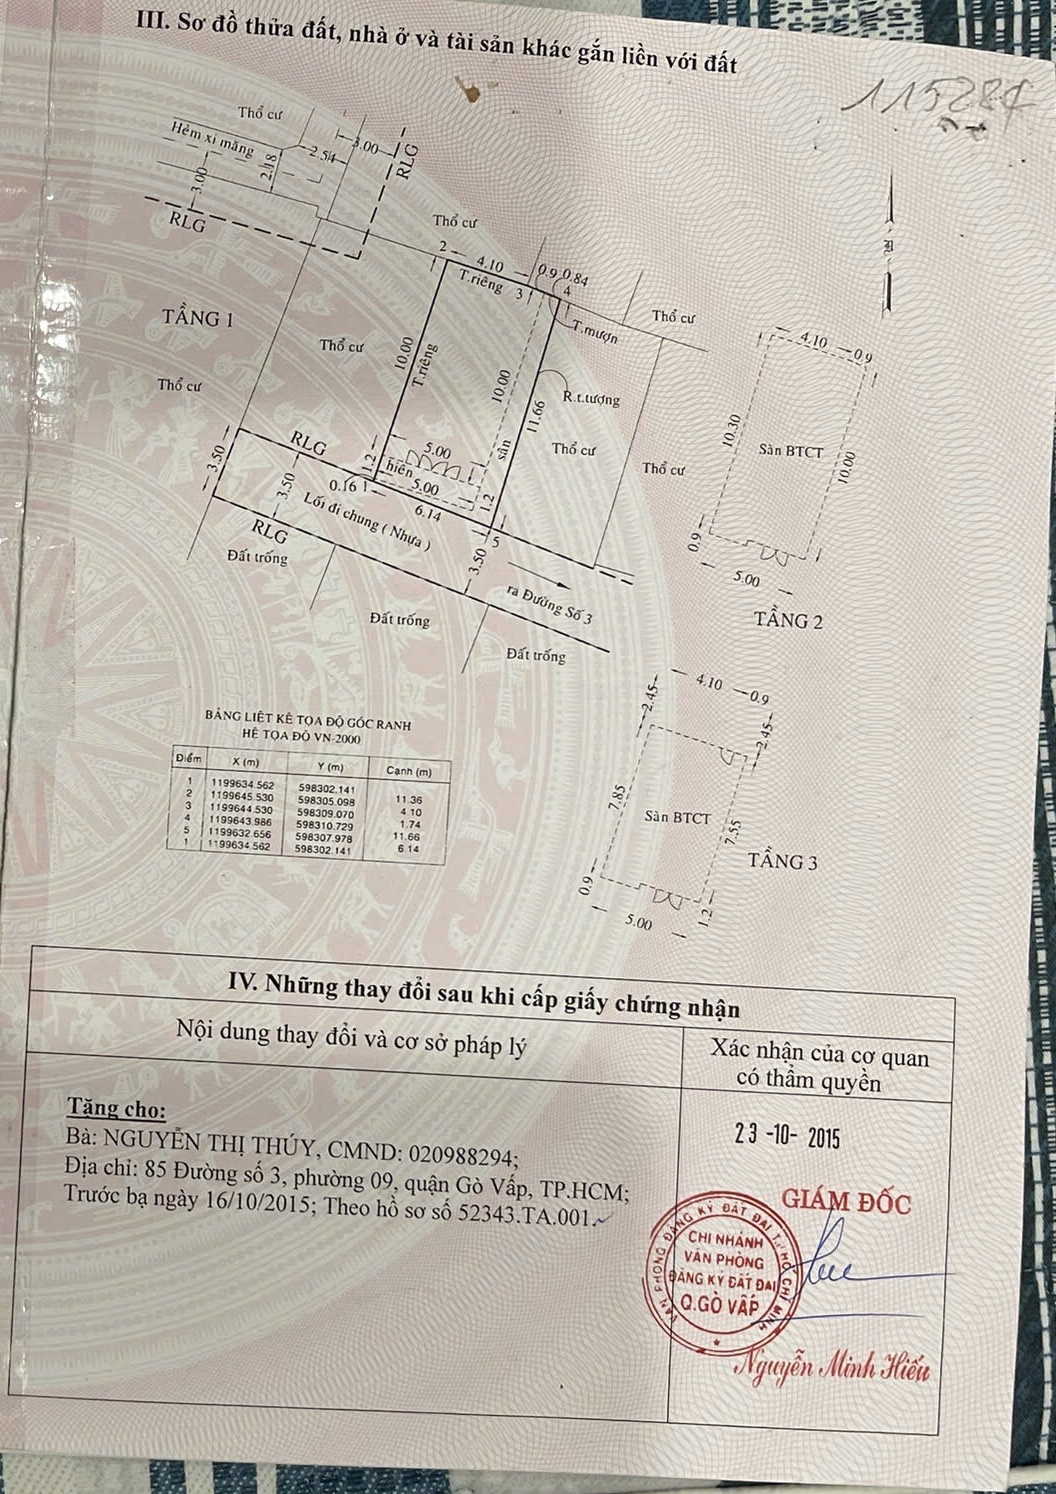 III. Sơ đồ thửa đất, nhà ở và tài sản khác gắn liền với đất
Thổ cư
Hẻm xi măng
2.54
3.00
RLG
3.00
2.18
RLG
Thổ cư
2
4.10
0.9
0.84
T.riêng
3
4
Thổ cư
T.mượn
TẦNG 1
Thổ cư
Thổ cư
10.00
T.riêng
10.00
11.66
R.t.tượng
Thổ cư
Thổ cư
sân
RLG
5.00
hiên
5.00
1.2
0.16
1
6.14
1.2
5
3.50
3.50
Lối đi chung ( Nhựa )
RLG
3.50
ra Đường Số 3
Đất trống
Đất trống
Đất trống
4.10
0.9
10.30
Sàn BTCT
10.00
0.9
5.00
TẦNG 2
2.45
4.10
0.9
2.45
7.85
Sàn BTCT
7.55
TẦNG 3
0.9
5.00
1.2
BẢNG LIỆT KÊ TỌA ĐỘ GÓC RANH
HỆ TỌA ĐỘ VN-2000
Điểm X (m) Y (m) Cạnh (m)
1 1199634.562 598302.141
11.36
2 1199645.530 598305.098
4.10
3 1199644.530 598309.070
1.74
4 1199643.986 598310.729
11.66
5 1199632.656 598307.978
6.14
1 1199634.562 598302.141
IV. Những thay đổi sau khi cấp giấy chứng nhận
Nội dung thay đổi và cơ sở pháp lý
Xác nhận của cơ quan
có thẩm quyền
Tặng cho:
Bà: NGUYỄN THỊ THÚY, CMND: 020988294;
Địa chỉ: 85 Đường số 3, phường 09, quận Gò Vấp, TP.HCM;
Trước bạ ngày 16/10/2015; Theo hồ sơ số 52343.TA.001.
23 -10- 2015
GIÁM ĐỐC
VĂN PHÒNG ĐĂNG KÝ ĐẤT ĐAI T.P HỒ CHÍ MINH
CHI NHÁNH
VĂN PHÒNG
ĐĂNG KÝ ĐẤT ĐAI
Q.GÒ VẤP
Nguyễn Minh Hiếu